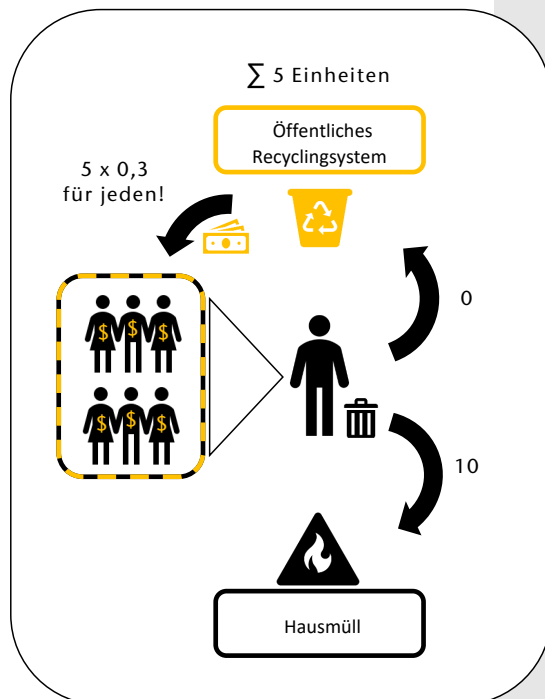 ∑ 5 Einheiten
Öffentliches
Recyclingsystem
5 x 0,3
für jeden!
0
$ $ $
$ $ $
10
Hausmüll